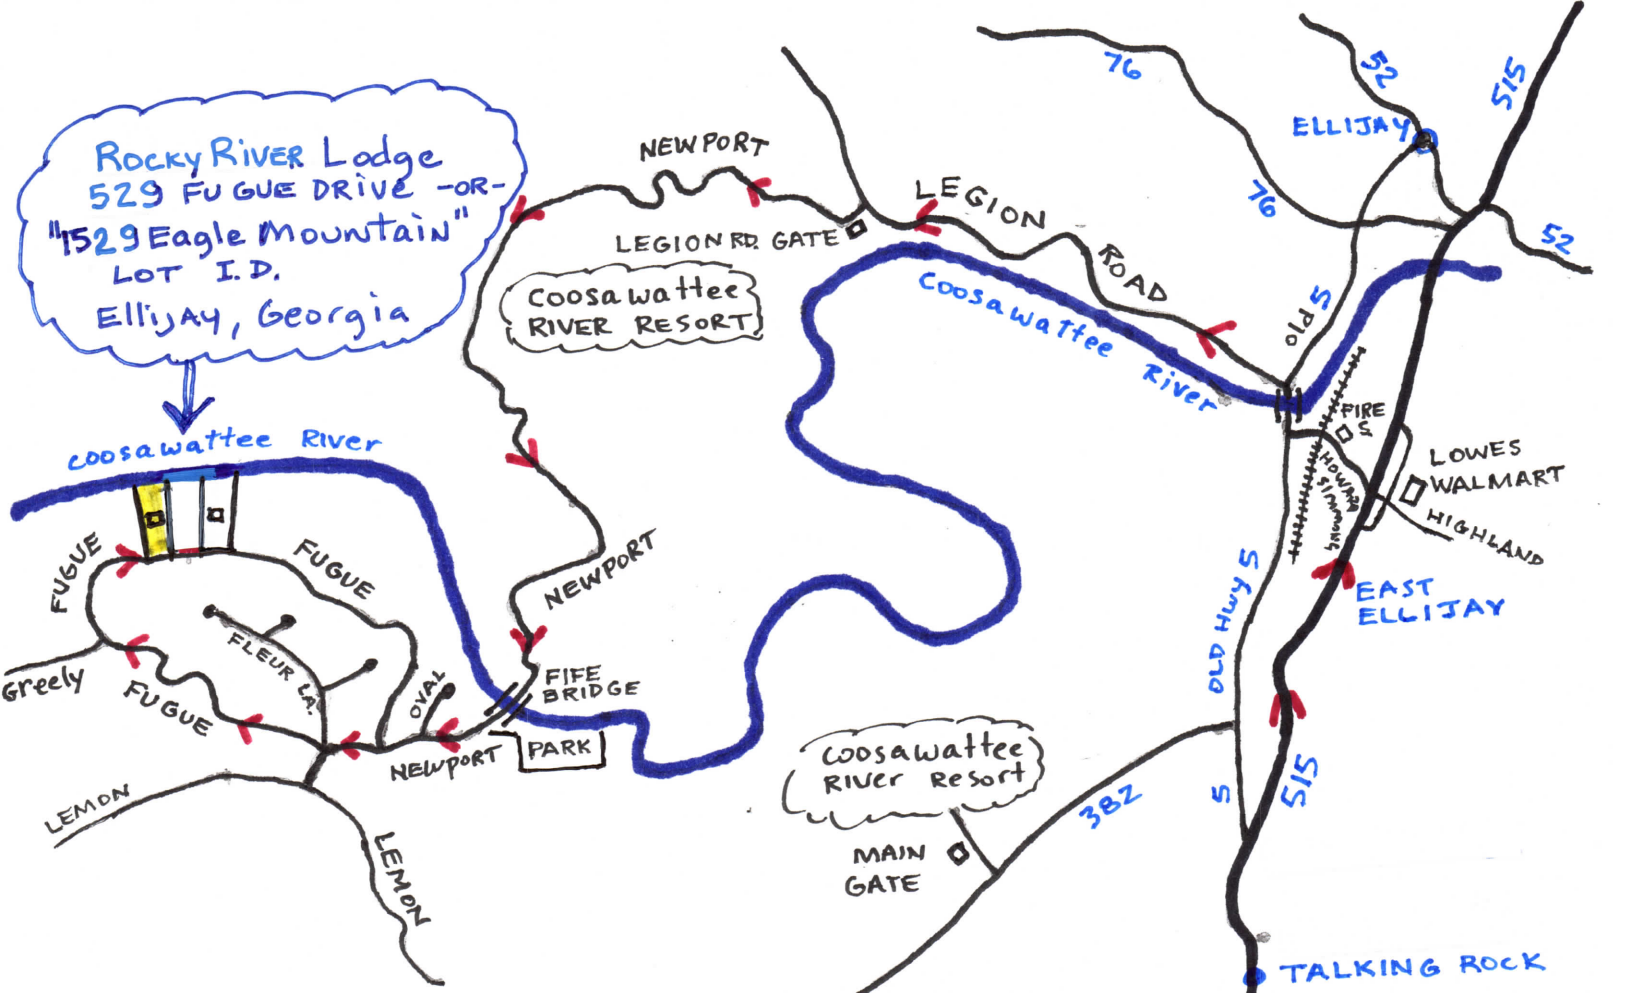 Rocky River Lodge
529 FUGUE DRIVE -OR-
"1529 Eagle Mountain"
LOT I.D.
Ellijay, Georgia
Coosawattee River
NEWPORT
LEGION RD. GATE
Coosawattee
RIVER RESORT
LEGION ROAD
Coosawattee River
76
52
515
ELLIJAY
76
52
Old 5
FIRE
S
HOWARD
SIMMONS
LOWES
WALMART
HIGHLAND
EAST
ELLIJAY
OLD HWY 5
5
515
382
TALKING ROCK
NEWPORT
FIFE
BRIDGE
PARK
NEWPORT
OVAL
FUGUE
FUGUE
FLEUR LA.
Greely
FUGUE
LEMON
LEMON
Coosawattee
River Resort
MAIN
GATE